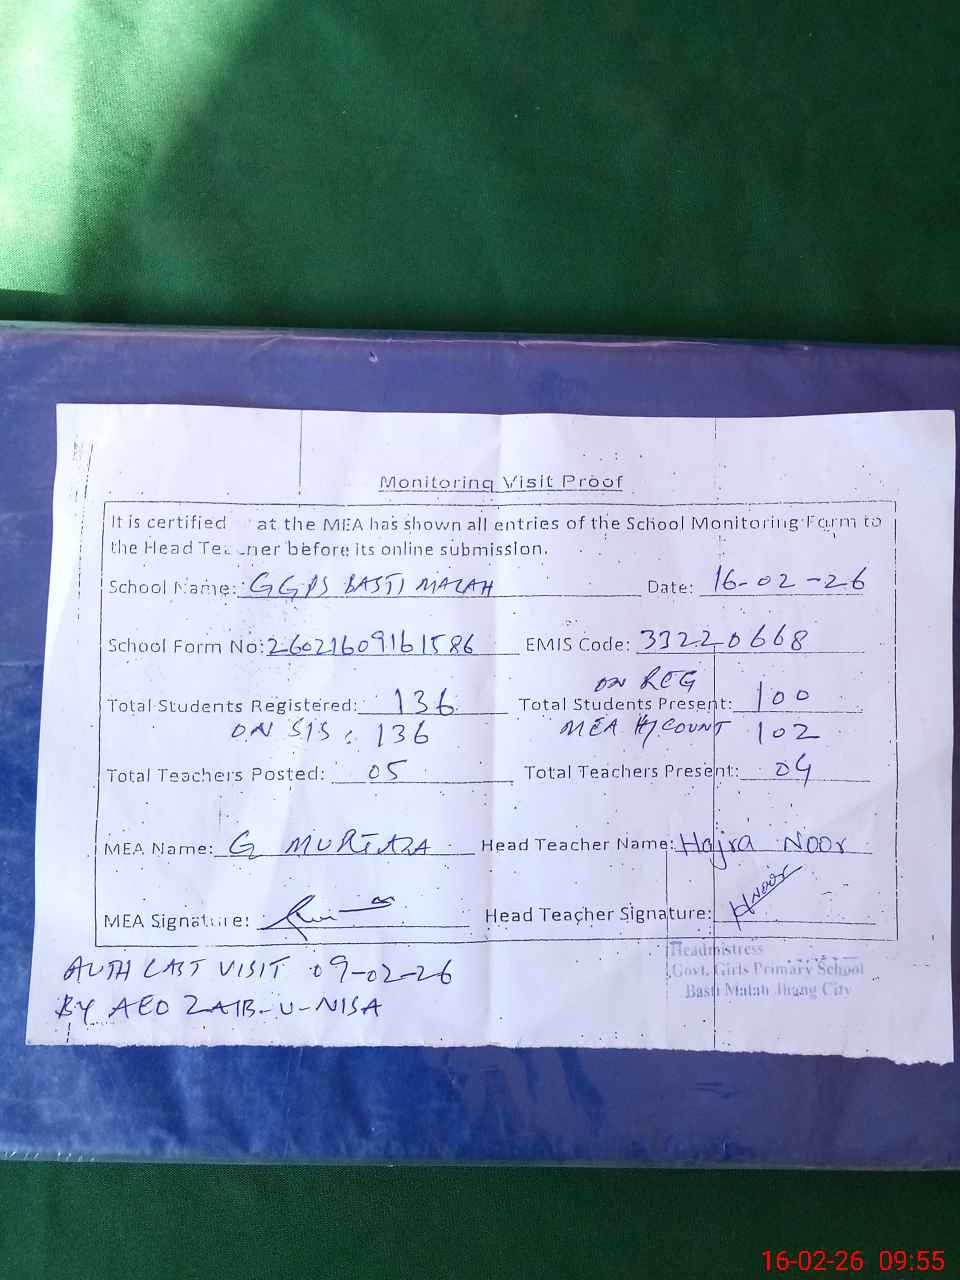 Monitoring Visit Proof
It is certified at the MEA has shown all entries of the School Monitoring Form to
the Head Teacher before its online submission.
School Name: GGPS BASTI MALAH Date: 16-02-26
School Form No: 26021609161586 EMIS Code: 33220668
ON REG
Total Students Registered: 136 Total Students Present: 100
ON SIS: 136 MEA H/COUNT 102
Total Teachers Posted: 05 Total Teachers Present: 04
MEA Name: G MURTAZA Head Teacher Name: Hajra Noor
MEA Signature: Head Teacher Signature: HNoor
Headmistress
Govt. Girls Primary School
Basti Malah Jhang City
AUTH LAST VISIT 09-02-26
BY AEO ZAIB-U-NISA
16-02-26 09:55